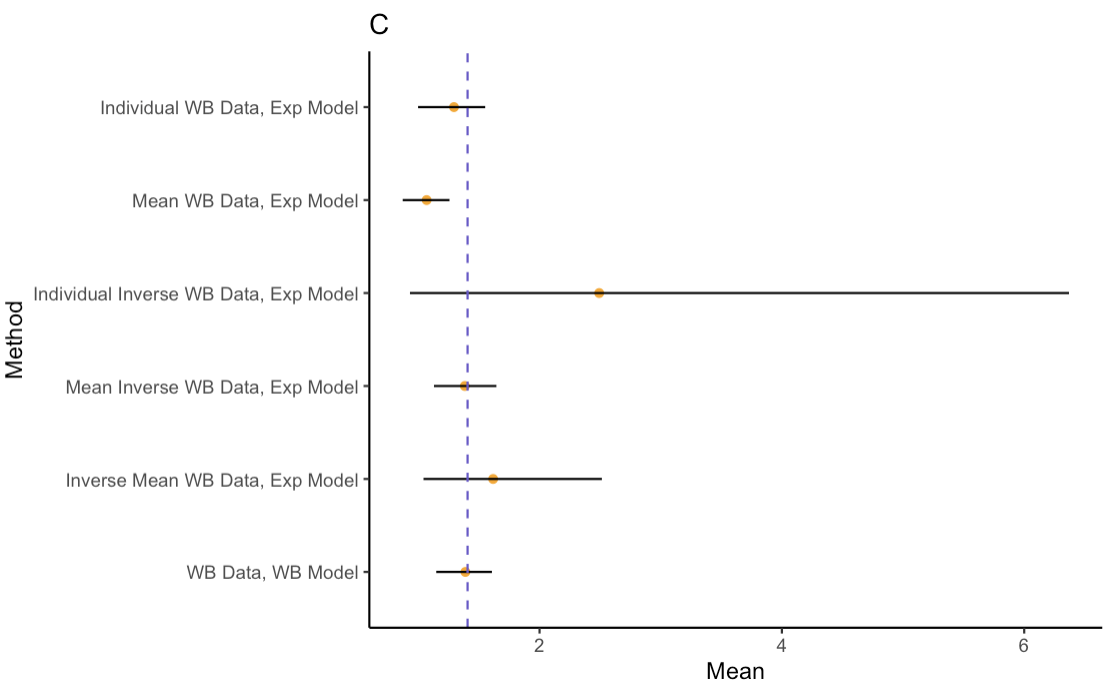 C
Individual WB Data, Exp Model
Mean WB Data, Exp Model
Individual Inverse WB Data, Exp Model
Mean Inverse WB Data, Exp Model
Inverse Mean WB Data, Exp Model
WB Data, WB Model
Method
2
4
6
Mean